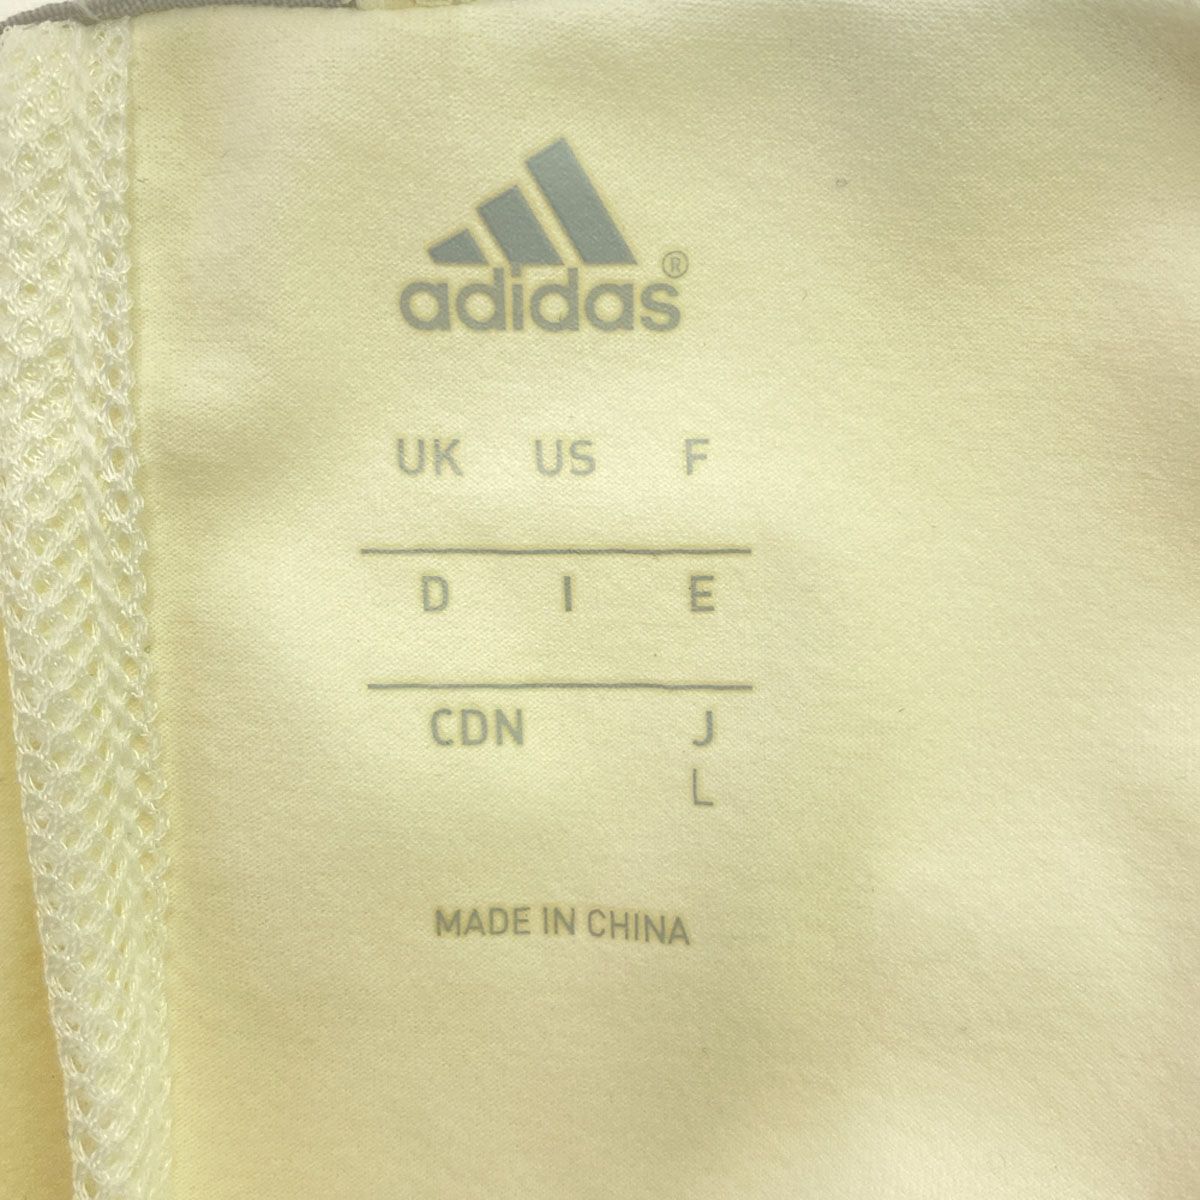 adidas®
UK US F
D I E
CDN J
L
MADE IN CHINA